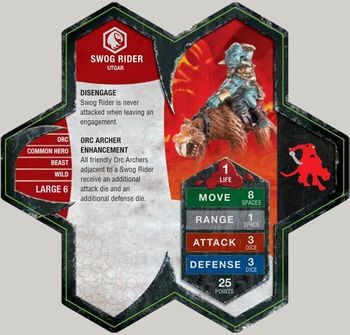 SWOG RIDER
UTGAR
DISENGAGE
Swog Rider is never
attacked when leaving an
engagement.
ORC ARCHER
ENHANCEMENT
All friendly Orc Archers
adjacent to a Swog Rider
receive an additional
attack die and an
additional defense die.
ORC
COMMON HERO
BEAST
WILD
LARGE 6
1
LIFE
MOVE 8
SPACES
RANGE 1
SPACE
ATTACK 3
DICE
DEFENSE 3
DICE
25
POINTS